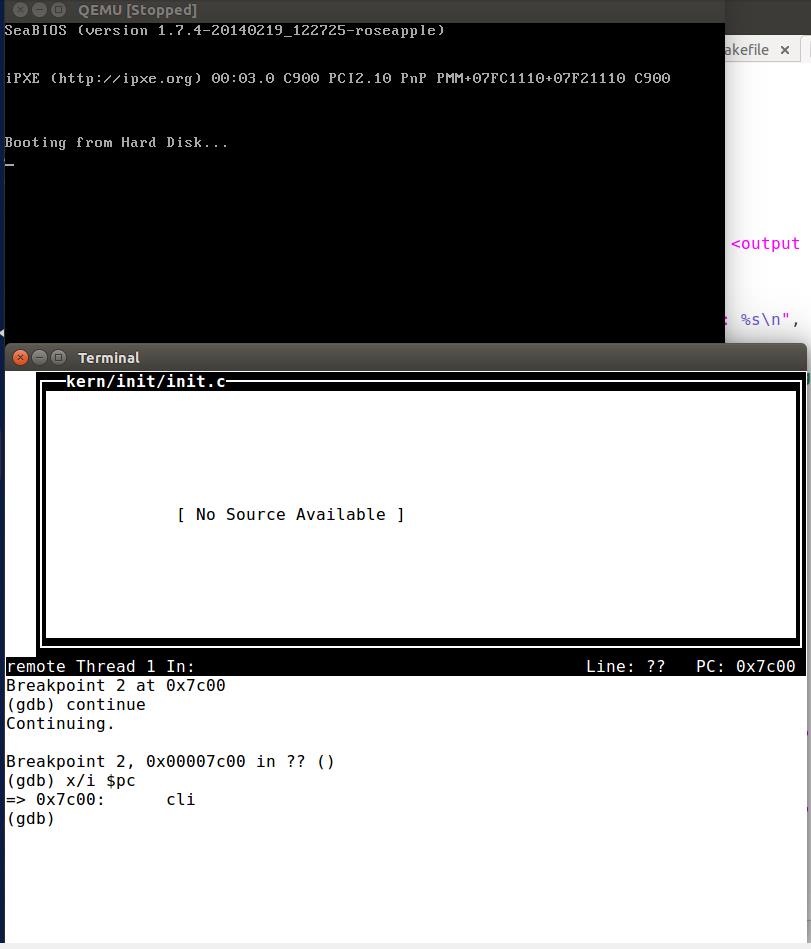 QEMU [Stopped]
SeaBIOS (version 1.7.4-20140219_122725-roseapple)
akefile ×
iPXE (http://ipxe.org) 00:03.0 C900 PCI2.10 PnP PMM+07FC1110+07F21110 C900
Booting from Hard Disk...
<output
: %s\n",
Terminal
kern/init/init.c
[ No Source Available ]
remote Thread 1 In: Line: ?? PC: 0x7c00
Breakpoint 2 at 0x7c00
(gdb) continue
Continuing.
Breakpoint 2, 0x00007c00 in ?? ()
(gdb) x/i $pc
=> 0x7c00: cli
(gdb)